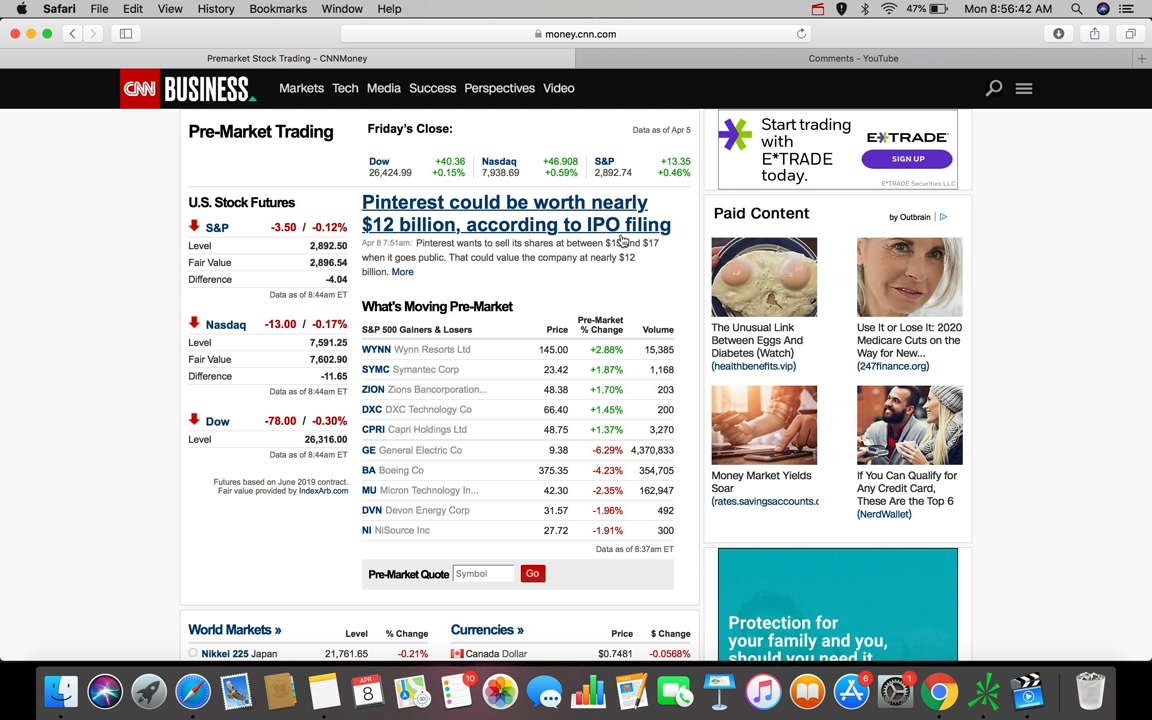 Safari File Edit View History Bookmarks Window Help 47% Mon 8:56:42 AM
money.cnn.com
Premarket Stock Trading - CNNMoney Comments - YouTube
CNN BUSINESS Markets Tech Media Success Perspectives Video
Pre-Market Trading
Friday's Close: Data as of Apr 5
Dow +40.36 Nasdaq +46.908 S&P +13.35
26,424.99 +0.15% 7,938.69 +0.59% 2,892.74 +0.46%
U.S. Stock Futures
S&P -3.50 / -0.12%
Level 2,892.50
Fair Value 2,896.54
Difference -4.04
Data as of 8:44am ET
Nasdaq -13.00 / -0.17%
Level 7,591.25
Fair Value 7,602.90
Difference -11.65
Data as of 8:44am ET
Dow -78.00 / -0.30%
Level 26,316.00
Data as of 8:44am ET
Futures based on June 2019 contract.
Fair value provided by IndexArb.com
Pinterest could be worth nearly
$12 billion, according to IPO filing
Apr 8 7:51am: Pinterest wants to sell its shares at between and $17
when it goes public. That could value the company at nearly $12
billion. More
What's Moving Pre-Market
S&P 500 Gainers & Losers Price Pre-Market % Change Volume
WYNN Wynn Resorts Ltd 145.00 +2.88% 15,385
SYMC Symantec Corp 23.42 +1.87% 1,168
ZION Zions Bancorporation... 48.38 +1.70% 203
DXC DXC Technology Co 66.40 +1.45% 200
CPRI Capri Holdings Ltd 48.75 +1.37% 3,270
GE General Electric Co 9.38 -6.29% 4,370,833
BA Boeing Co 375.35 -4.23% 354,705
MU Micron Technology In... 42.30 -2.35% 162,947
DVN Devon Energy Corp 31.57 -1.96% 492
NI NiSource Inc 27.72 -1.91% 300
Data as of 8:37am ET
Pre-Market Quote Symbol Go
World Markets » Level % Change
Nikkei 225 Japan 21,761.65 -0.21%
Currencies » Price $ Change
Canada Dollar $0.7481 -0.0568%
Start trading
with
E*TRADE
today.
E*TRADE
SIGN UP
E*TRADE Securities LLC
Paid Content by Outbrain
The Unusual Link
Between Eggs And
Diabetes (Watch)
(healthbenefits.vip)
Use It or Lose It: 2020
Medicare Cuts on the
Way for New...
(247finance.org)
Money Market Yields
Soar
(rates.savingsaccounts.c
If You Can Qualify for
Any Credit Card,
These Are the Top 6
(NerdWallet)
Protection for
your family and you,
should you need it
APR
8
30
10
6
1